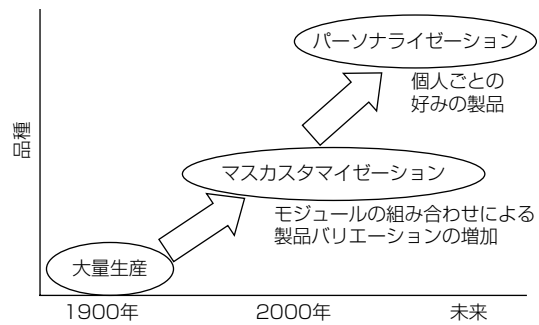 パーソナライゼーション
個人ごとの
好みの製品
品種
マスカスタマイゼーション
モジュールの組み合わせによる
製品バリエーションの増加
大量生産
1900年
2000年
未来